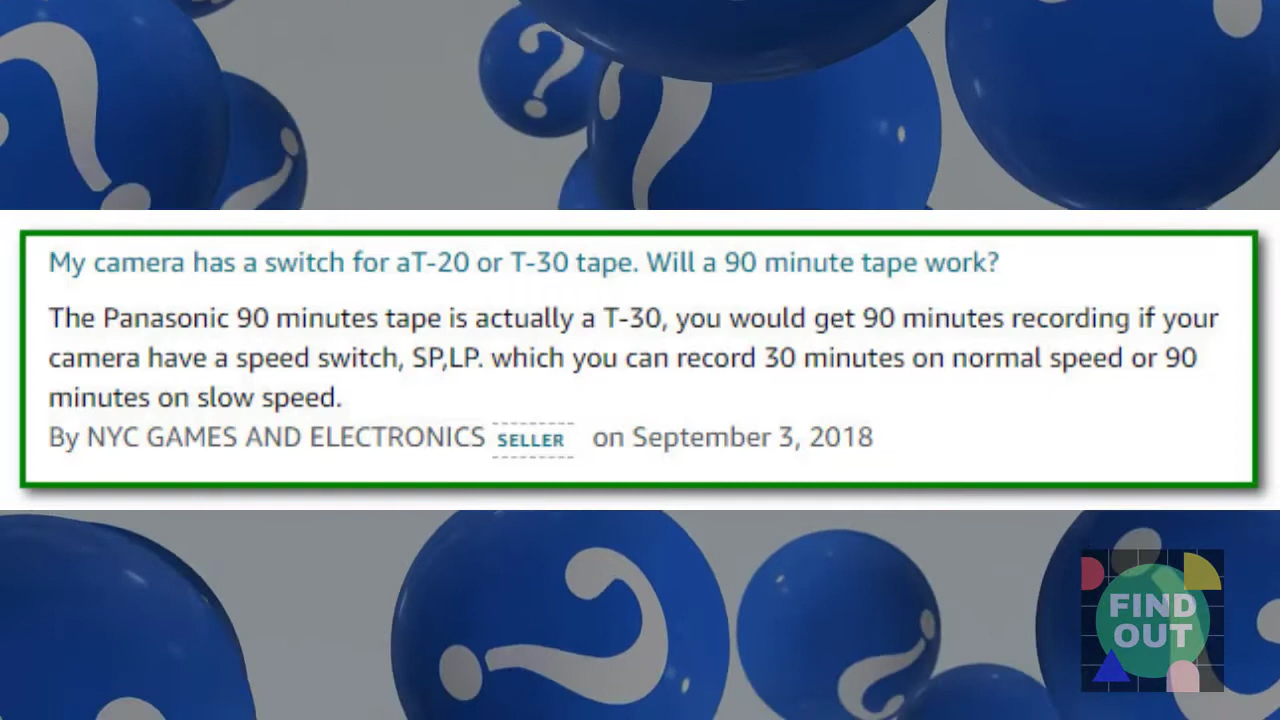 My camera has a switch for aT-20 or T-30 tape. Will a 90 minute tape work?
The Panasonic 90 minutes tape is actually a T-30, you would get 90 minutes recording if your
camera have a speed switch, SP,LP. which you can record 30 minutes on normal speed or 90
minutes on slow speed.
By NYC GAMES AND ELECTRONICS SELLER on September 3, 2018
FIND
OUT